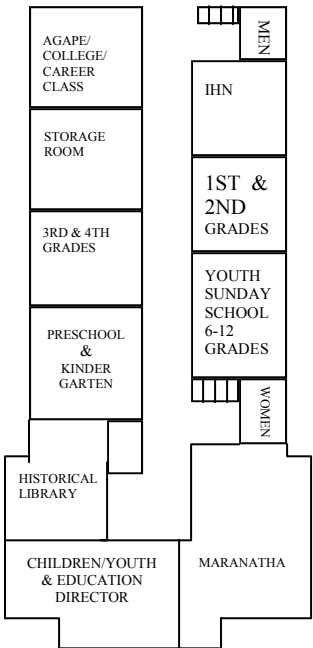 AGAPE/
COLLEGE/
CAREER
CLASS
STORAGE
ROOM
3RD & 4TH
GRADES
PRESCHOOL
&
KINDER
GARTEN
HISTORICAL
LIBRARY
CHILDREN/YOUTH
& EDUCATION
DIRECTOR
MEN
IHN
1ST &
2ND
GRADES
YOUTH
SUNDAY
SCHOOL
6-12
GRADES
WOMEN
MARANATHA